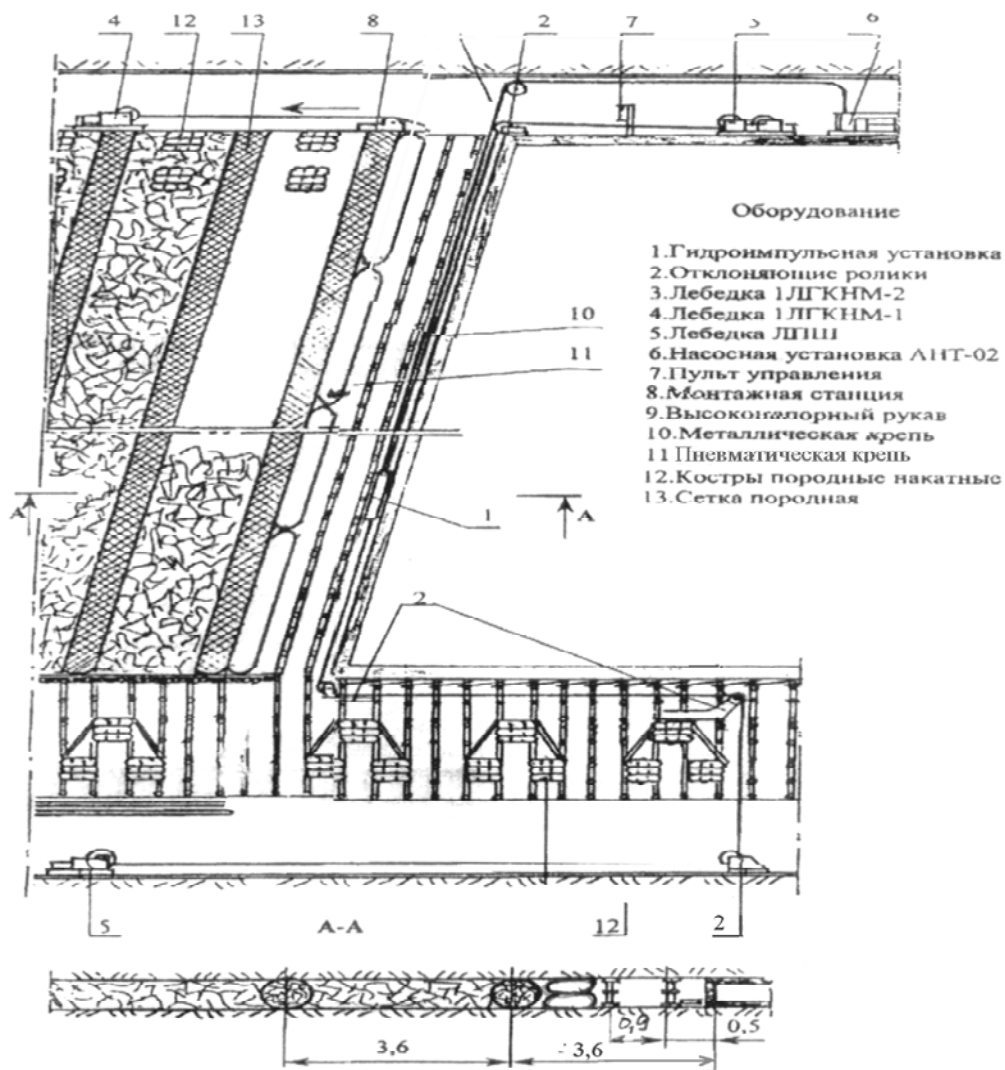 4 12 13 8 2 7 5 6
Оборудование
1.Гидроимпульсная установка
2.Отклоняющие ролики
3.Лебедка 1ЛГКНМ-2
4.Лебедка 1ЛГКНМ-1
5.Лебедка ЛПШ
6.Насосная установка АНТ-02
7.Пульт управления
8.Монтажная станция
9.Высоконапорный рукав
10.Металлическая крепь
11 Пневматическая крепь
12.Костры породные накатные
13.Сетка породная
10
11
А 1 А
2
5 А-А 12 2
0,9 0,5
3,6 3,6